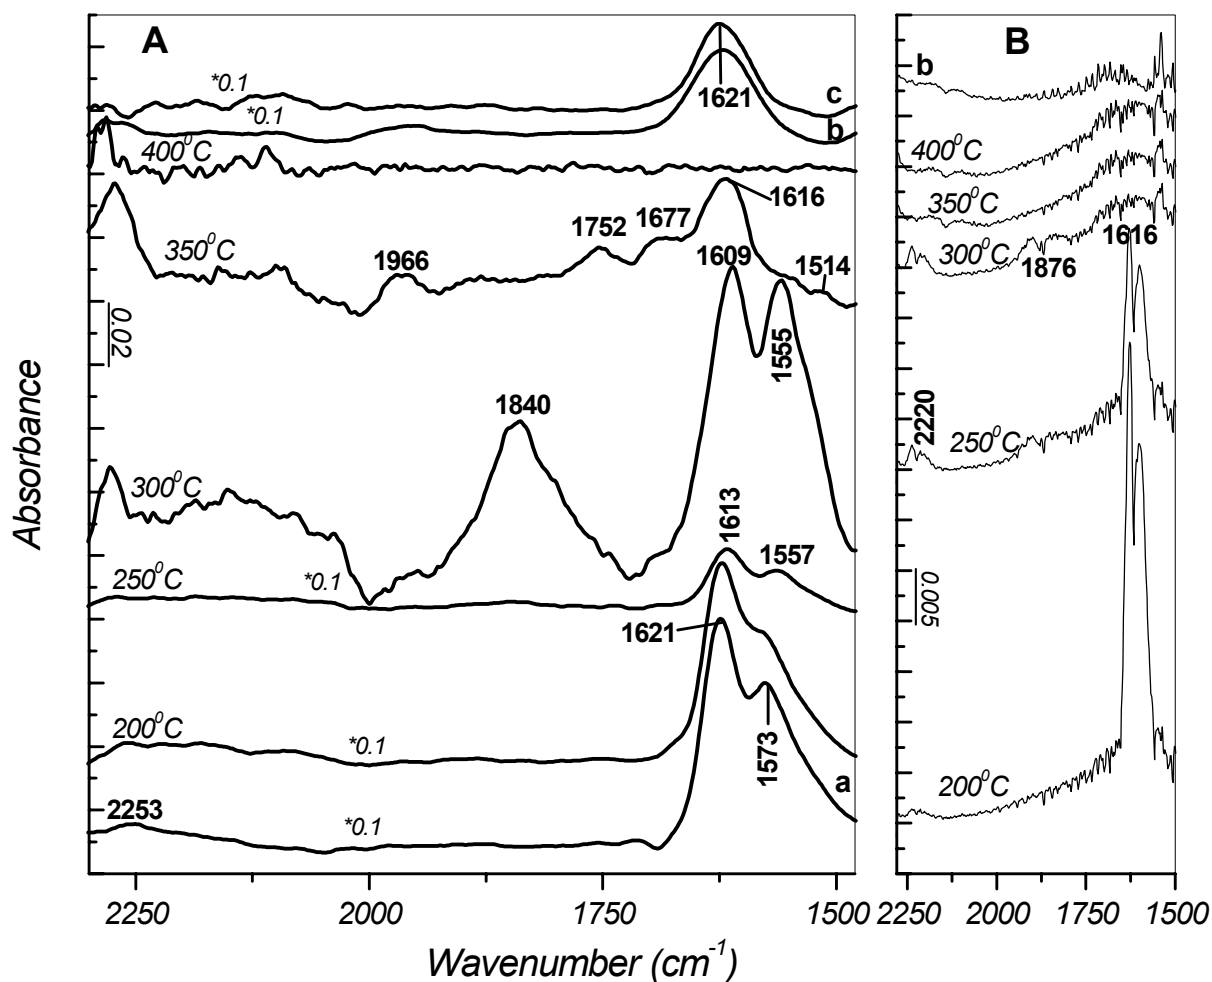 A
*0.1
c
1621
*0.1
b
400⁰C
1616
350⁰C
1752
1677
1966
1609
1514
0.02
1555
1840
300⁰C
1613
1557
250⁰C
*0.1
1621
200⁰C
*0.1
1573
a
2253
*0.1
2250
2000
1750
1500
Absorbance
Wavenumber (cm⁻¹)
B
b
400⁰C
350⁰C
300⁰C
1616
1876
2220
250⁰C
0.005
200⁰C
2250
2000
1750
1500